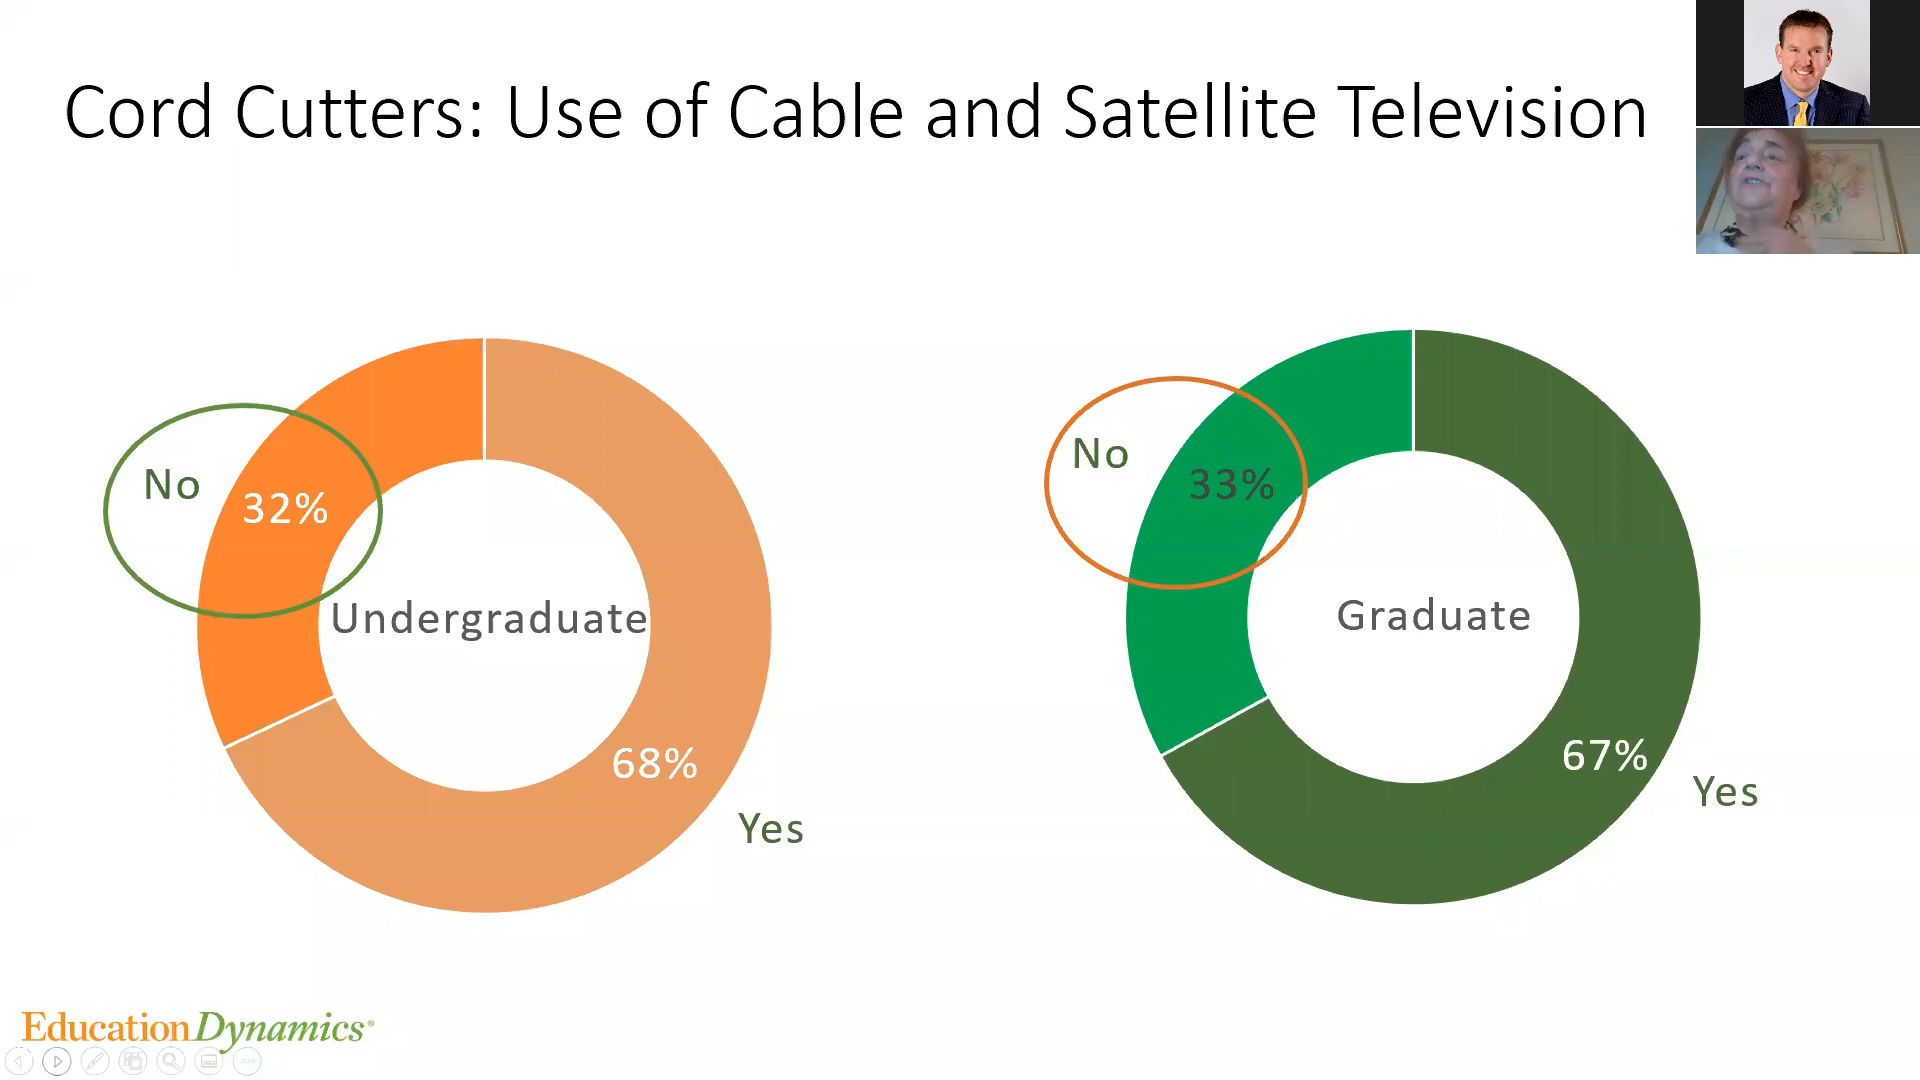 Cord Cutters: Use of Cable and Satellite Television
No
32%
Undergraduate
68%
Yes
No
33%
Graduate
67%
Yes
EducationDynamics®